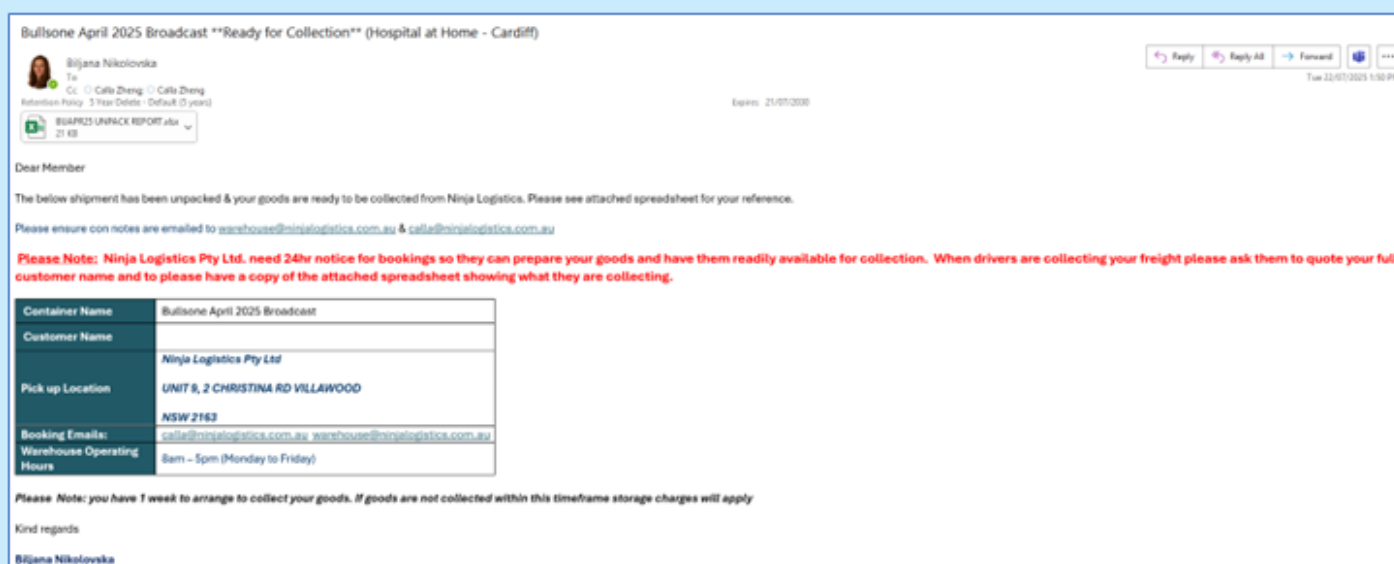 Bullsone April 2025 Broadcast **Ready for Collection** (Hospital at Home - Cardiff)
Biljana Nikolovska
To
Cc Calla Zheng; Calla Zheng
Reply Reply All Forward
Tue 22/07/2025 1:50 PM
Retention Policy 5 Year Delete - Default (5 years)
Expires 21/07/2030
BUAPR25 UNPACK REPORT.xlsx
21 KB
Dear Member
The below shipment has been unpacked & your goods are ready to be collected from Ninja Logistics. Please see attached spreadsheet for your reference.
Please ensure con notes are emailed to warehouse@ninjalogistics.com.au & calla@ninjalogistics.com.au
Please Note: Ninja Logistics Pty Ltd. need 24hr notice for bookings so they can prepare your goods and have them readily available for collection. When drivers are collecting your freight please ask them to quote your full
customer name and to please have a copy of the attached spreadsheet showing what they are collecting.
Container Name Bullsone April 2025 Broadcast
Customer Name
Pick up Location
Ninja Logistics Pty Ltd
UNIT 9, 2 CHRISTINA RD VILLAWOOD
NSW 2163
Booking Emails: calla@ninjalogistics.com.au warehouse@ninjalogistics.com.au
Warehouse Operating
Hours
8am – 5pm (Monday to Friday)
Please Note: you have 1 week to arrange to collect your goods. If goods are not collected within this timeframe storage charges will apply
Kind regards
Biljana Nikolovska